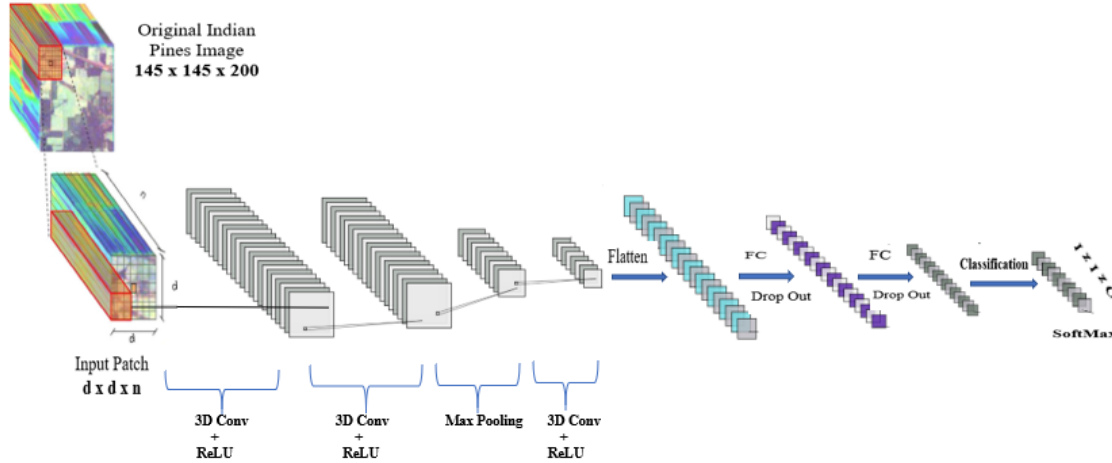 Original Indian
Pines Image
145 x 145 x 200
n
d
d
Input Patch
d x d x n
3D Conv
+
ReLU
3D Conv
+
ReLU
Max Pooling
3D Conv
+
ReLU
Flatten
FC
Drop Out
FC
Drop Out
Classification
SoftMax